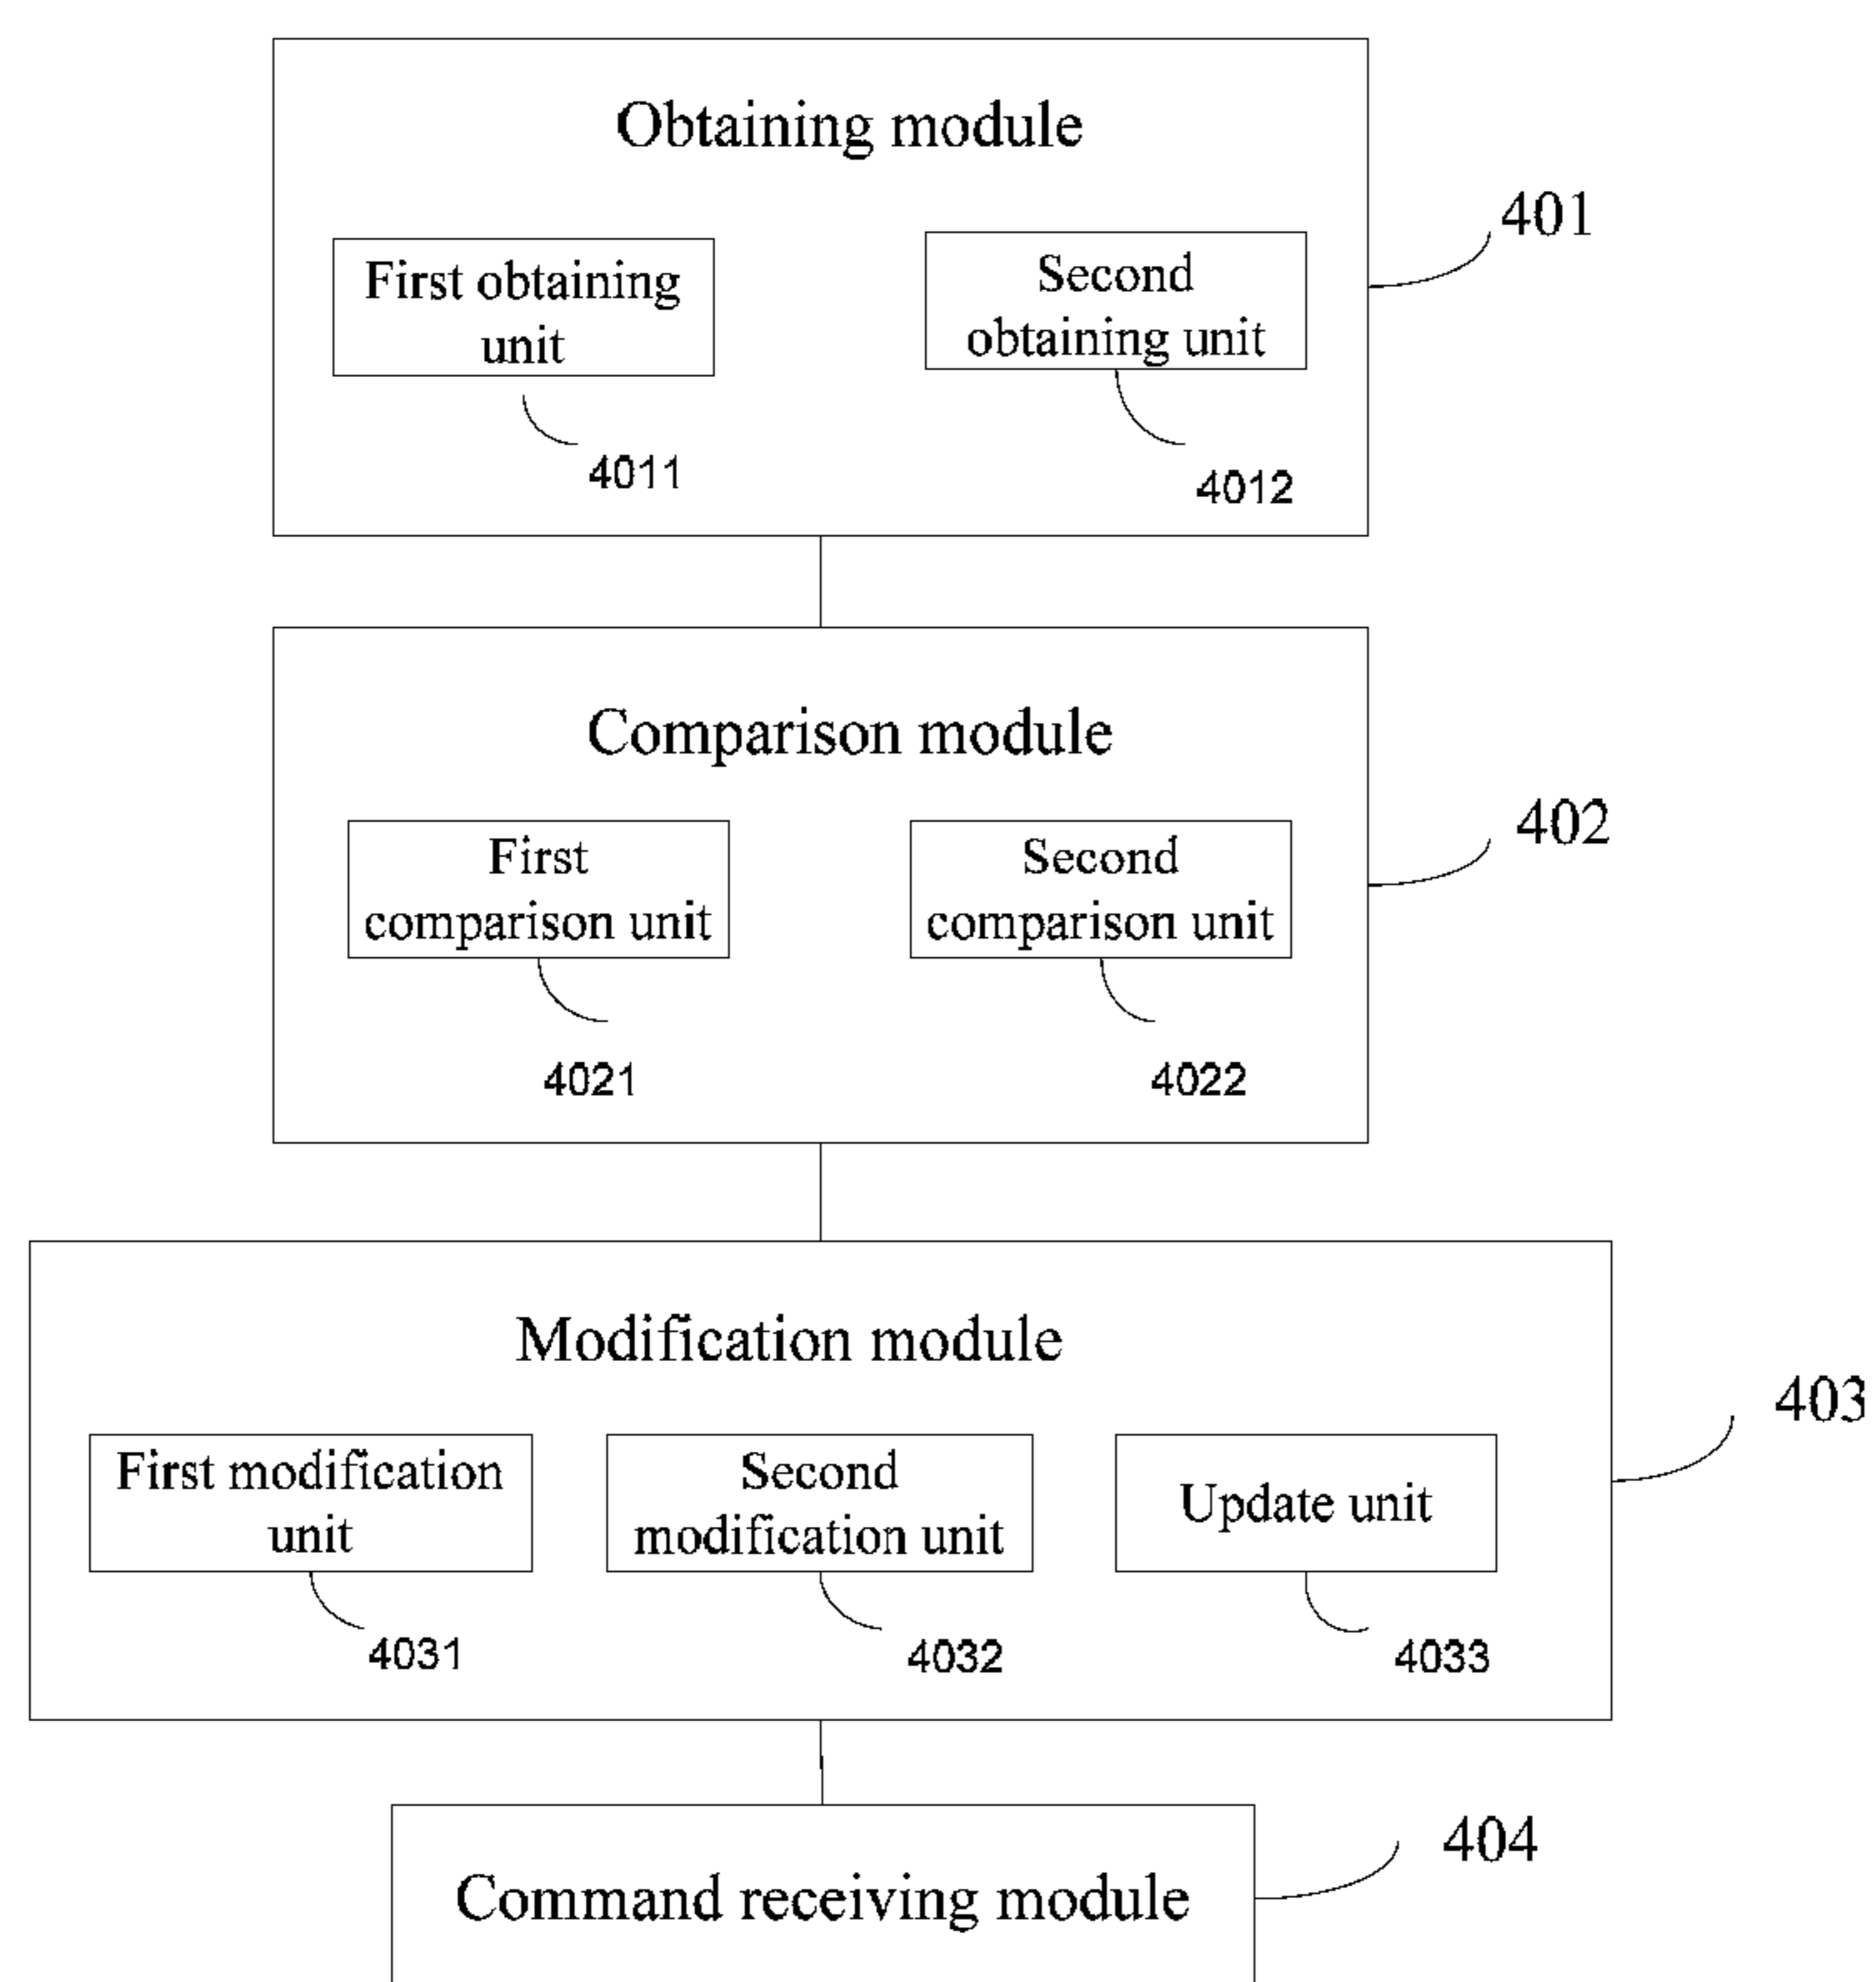 Obtaining module
401
First obtaining
unit
Second
obtaining unit
4011
4012
Comparison module
402
First
comparison unit
Second
comparison unit
4021
4022
Modification module
403
First modification
unit
Second
modification unit
Update unit
4031
4032
4033
404
Command receiving module